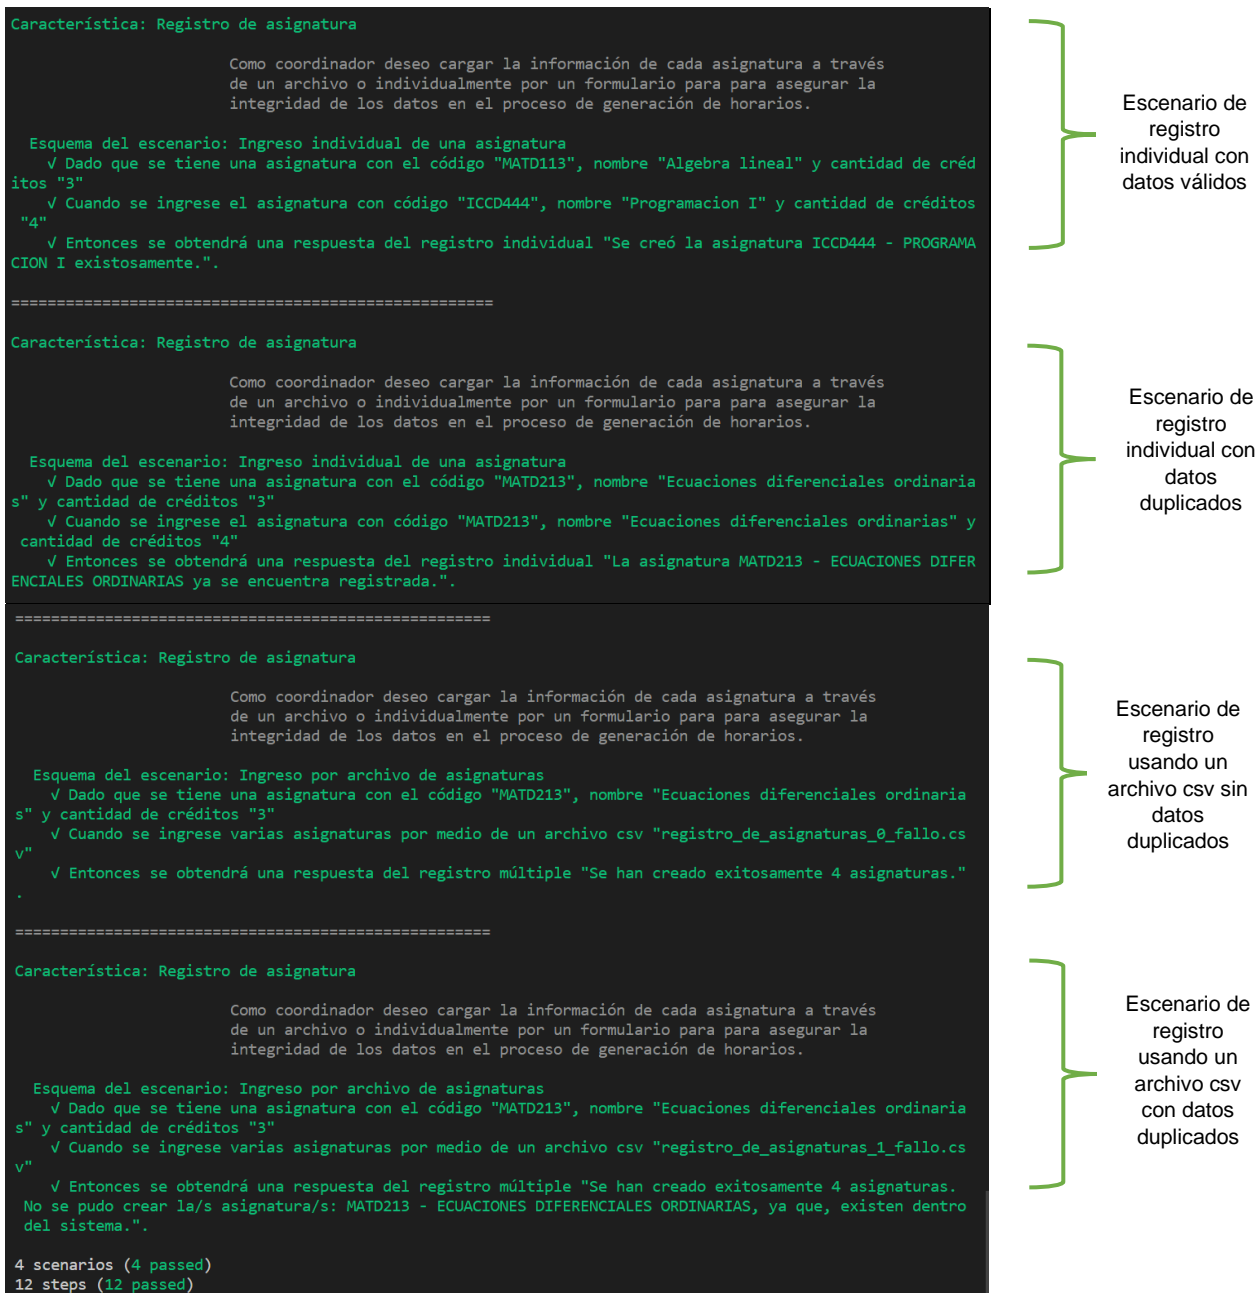 Característica: Registro de asignatura
Como coordinador deseo cargar la información de cada asignatura a través
de un archivo o individualmente por un formulario para para asegurar la
integridad de los datos en el proceso de generación de horarios.
Esquema del escenario: Ingreso individual de una asignatura
√ Dado que se tiene una asignatura con el código "MATD113", nombre "Algebra lineal" y cantidad de créd
itos "3"
√ Cuando se ingrese el asignatura con código "ICCD444", nombre "Programacion I" y cantidad de créditos
"4"
√ Entonces se obtendrá una respuesta del registro individual "Se creó la asignatura ICCD444 - PROGRAMA
CION I existosamente.".
=====================================================
Escenario de
registro
individual con
datos válidos
Característica: Registro de asignatura
Como coordinador deseo cargar la información de cada asignatura a través
de un archivo o individualmente por un formulario para para asegurar la
integridad de los datos en el proceso de generación de horarios.
Esquema del escenario: Ingreso individual de una asignatura
√ Dado que se tiene una asignatura con el código "MATD213", nombre "Ecuaciones diferenciales ordinaria
s" y cantidad de créditos "3"
√ Cuando se ingrese el asignatura con código "MATD213", nombre "Ecuaciones diferenciales ordinarias" y
cantidad de créditos "4"
√ Entonces se obtendrá una respuesta del registro individual "La asignatura MATD213 - ECUACIONES DIFER
ENCIALES ORDINARIAS ya se encuentra registrada.".
Escenario de
registro
individual con
datos
duplicados
=====================================================
Característica: Registro de asignatura
Como coordinador deseo cargar la información de cada asignatura a través
de un archivo o individualmente por un formulario para para asegurar la
integridad de los datos en el proceso de generación de horarios.
Esquema del escenario: Ingreso por archivo de asignaturas
√ Dado que se tiene una asignatura con el código "MATD213", nombre "Ecuaciones diferenciales ordinaria
s" y cantidad de créditos "3"
√ Cuando se ingrese varias asignaturas por medio de un archivo csv "registro_de_asignaturas_0_fallo.cs
v"
√ Entonces se obtendrá una respuesta del registro múltiple "Se han creado exitosamente 4 asignaturas."
.
Escenario de
registro
usando un
archivo csv sin
datos
duplicados
=====================================================
Característica: Registro de asignatura
Como coordinador deseo cargar la información de cada asignatura a través
de un archivo o individualmente por un formulario para para asegurar la
integridad de los datos en el proceso de generación de horarios.
Esquema del escenario: Ingreso por archivo de asignaturas
√ Dado que se tiene una asignatura con el código "MATD213", nombre "Ecuaciones diferenciales ordinaria
s" y cantidad de créditos "3"
√ Cuando se ingrese varias asignaturas por medio de un archivo csv "registro_de_asignaturas_1_fallo.cs
v"
√ Entonces se obtendrá una respuesta del registro múltiple "Se han creado exitosamente 4 asignaturas.
No se pudo crear la/s asignatura/s: MATD213 - ECUACIONES DIFERENCIALES ORDINARIAS, ya que, existen dentro
del sistema.".
Escenario de
registro
usando un
archivo csv
con datos
duplicados
4 scenarios (4 passed)
12 steps (12 passed)